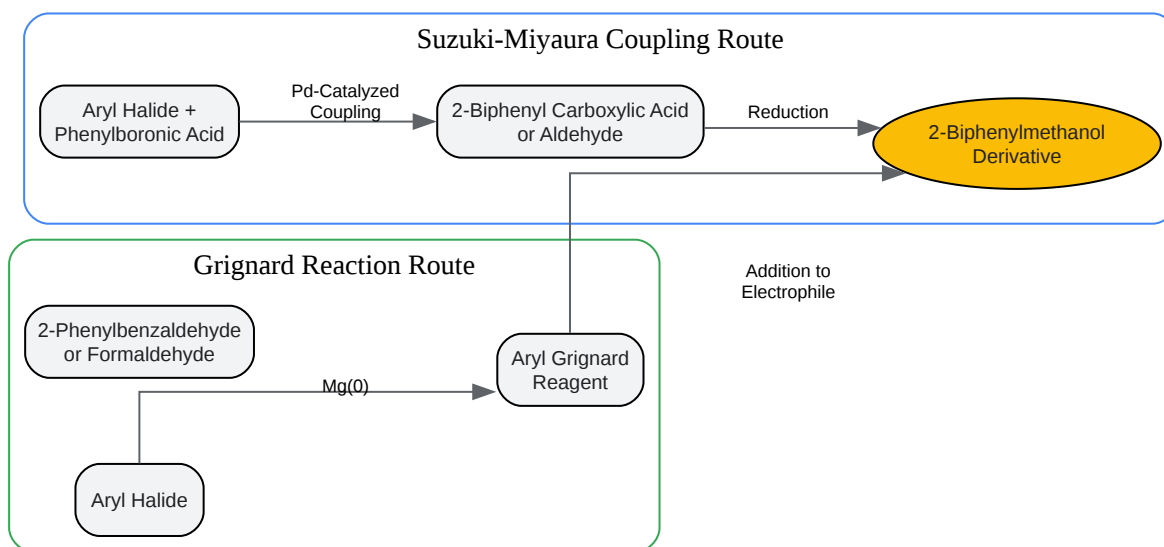 Suzuki-Miyaura Coupling Route
Aryl Halide +
Phenylboronic Acid
Pd-Catalyzed
Coupling
2-Biphenyl Carboxylic Acid
or Aldehyde
Reduction
2-Biphenylmethanol
Derivative
Grignard Reaction Route
2-Phenylbenzaldehyde
or Formaldehyde
Aryl Halide
Mg(0)
Aryl Grignard
Reagent
Addition to
Electrophile